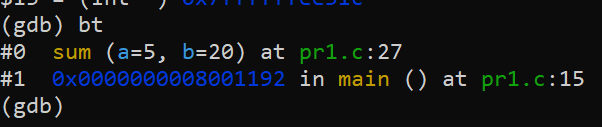 (gdb) bt
#0  sum (a=5, b=20) at pr1.c:27
#1  0x0000000008001192 in main () at pr1.c:15
(gdb)